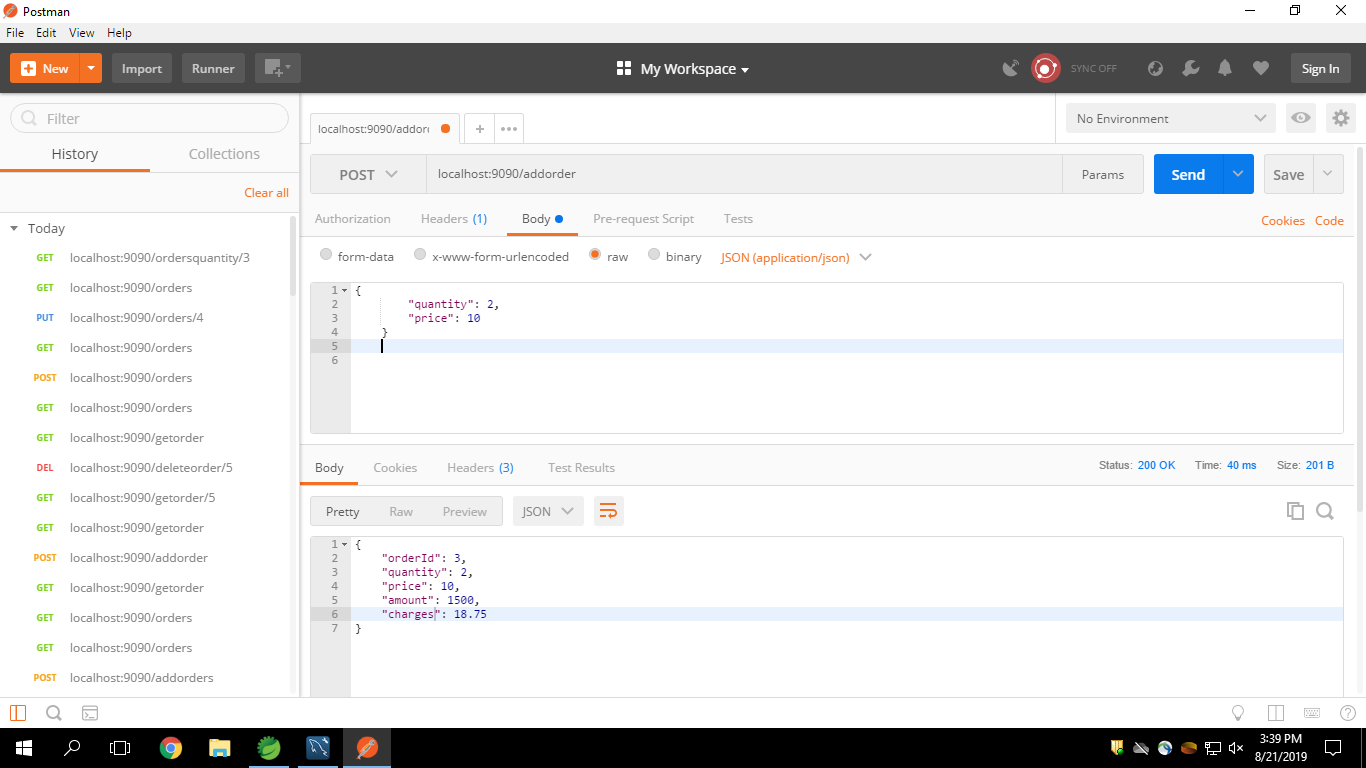 Postman
File Edit View Help
New Import Runner My Workspace SYNC OFF Sign In
Filter
History Collections
Clear all
Today
GET localhost:9090/ordersquantity/3
GET localhost:9090/orders
PUT localhost:9090/orders/4
GET localhost:9090/orders
POST localhost:9090/orders
GET localhost:9090/orders
GET localhost:9090/getorder
DEL localhost:9090/deleteorder/5
GET localhost:9090/getorder/5
GET localhost:9090/getorder
POST localhost:9090/addorder
GET localhost:9090/getorder
GET localhost:9090/orders
GET localhost:9090/orders
POST localhost:9090/addorders
localhost:9090/addor
No Environment
POST localhost:9090/addorder Params Send Save
Authorization Headers (1) Body Pre-request Script Tests Cookies Code
form-data x-www-form-urlencoded raw binary JSON (application/json)
1 {
2 "quantity": 2,
3 "price": 10
4 }
5
6
Body Cookies Headers (3) Test Results Status: 200 OK Time: 40 ms Size: 201 B
Pretty Raw Preview JSON
1 {
2 "orderId": 3,
3 "quantity": 2,
4 "price": 10,
5 "amount": 1500,
6 "charges": 18.75
7 }
3:39 PM
8/21/2019